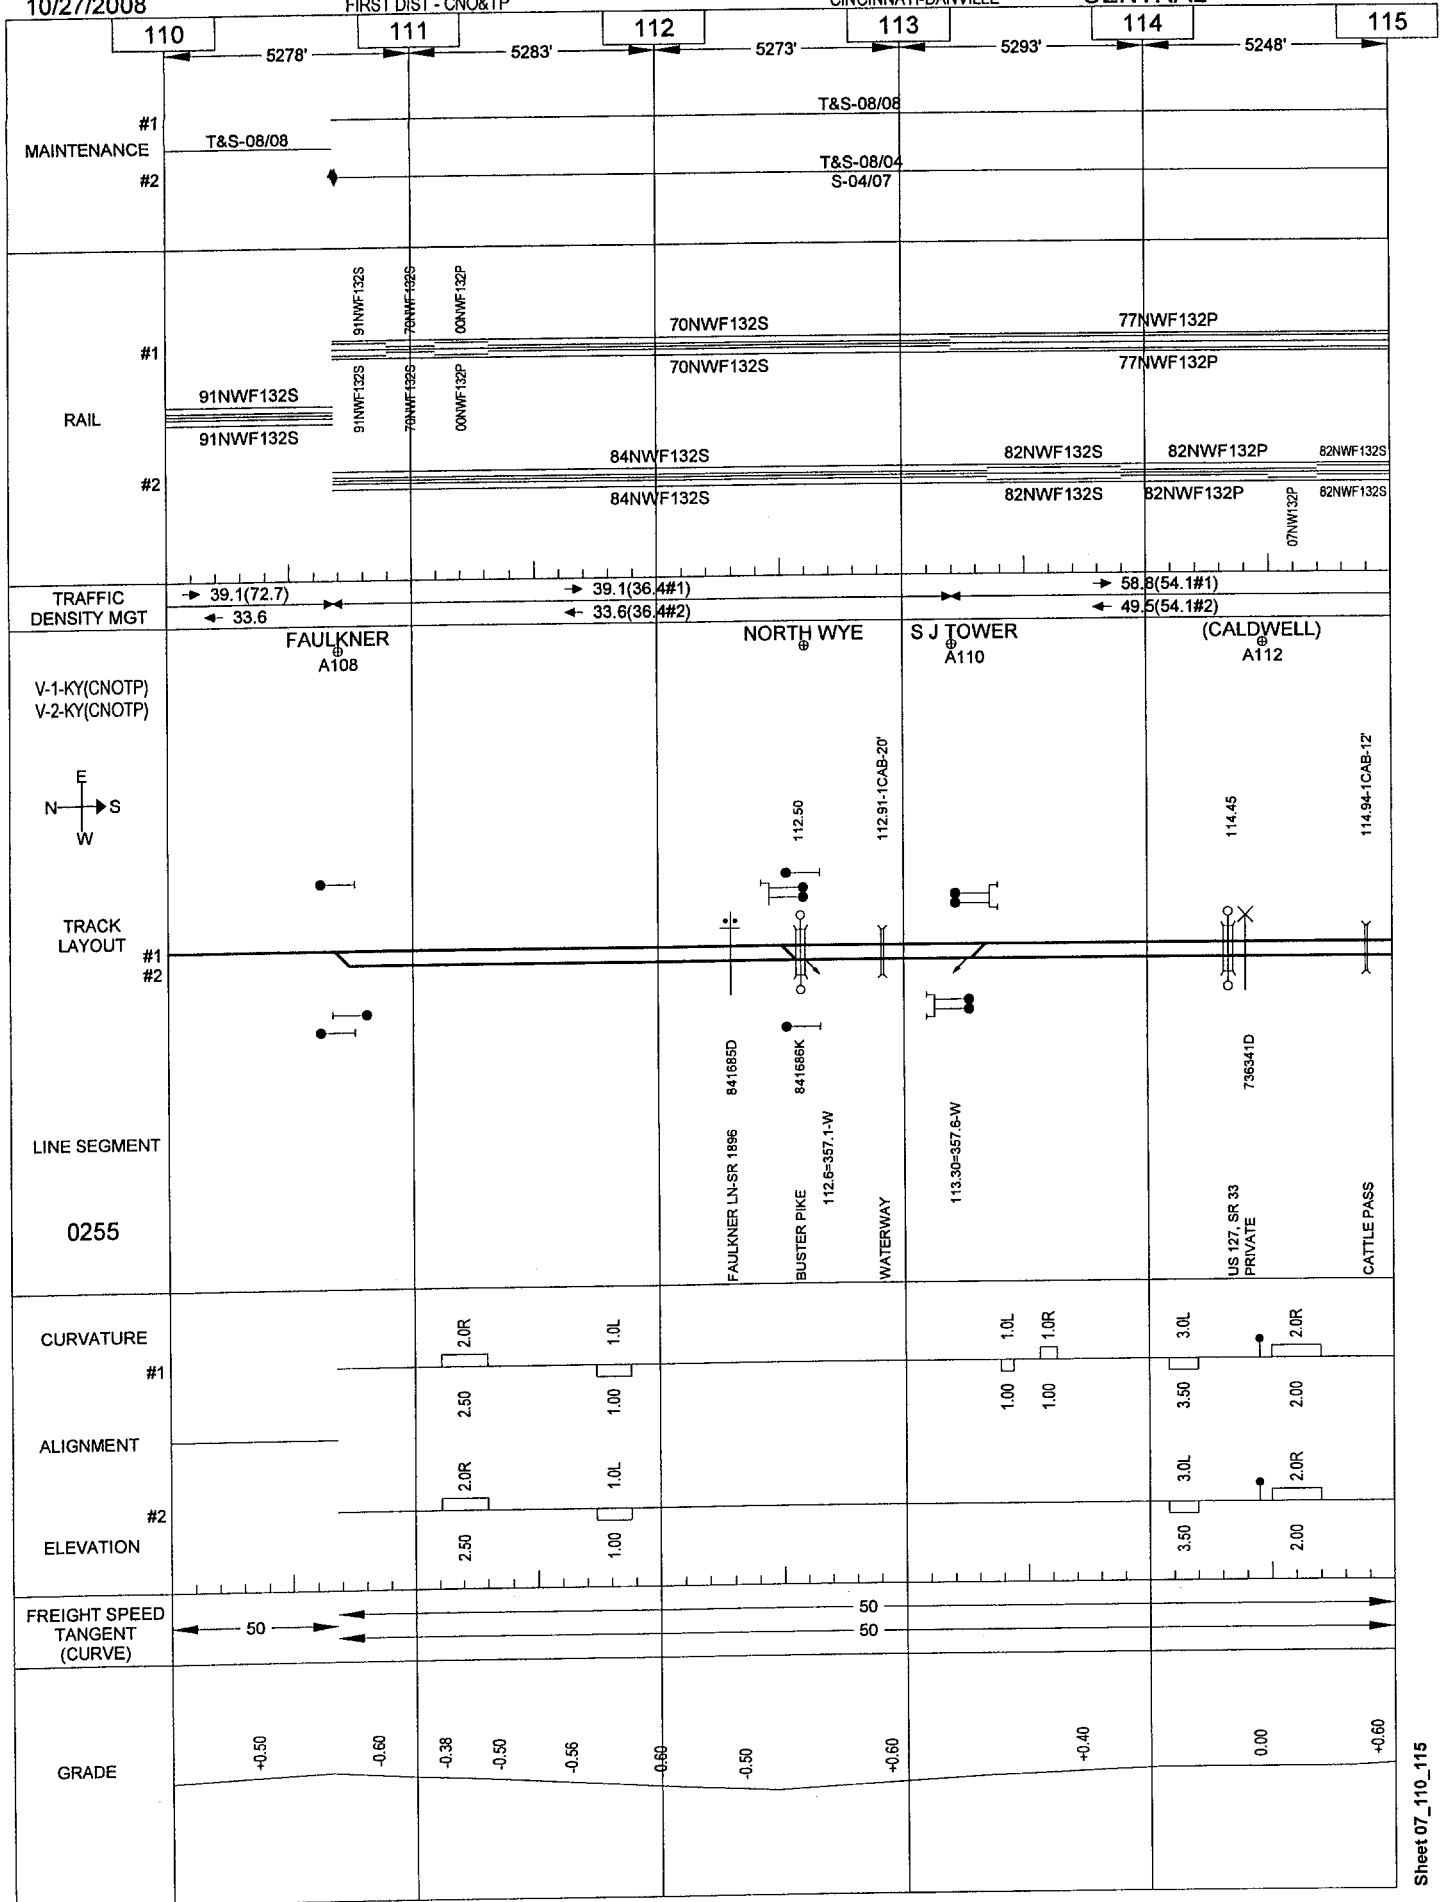 10/27/2008
FIRST DIST - CNO&TP
CINCINNATI-DANVILLE
CENTRAL
110 111 112 113 114 115
5278' 5283' 5273' 5293' 5248'
MAINTENANCE
#1
#2
T&S-08/08
T&S-08/08
T&S-08/04
S-04/07
RAIL
#1
#2
91NWF132S
70NWF132S
00NWF132P
70NWF132S
77NWF132P
91NWF132S
70NWF132S
00NWF132P
70NWF132S
77NWF132P
91NWF132S
91NWF132S
84NWF132S
82NWF132S
82NWF132P
82NWF132S
84NWF132S
82NWF132S
82NWF132P
07NW132P
82NWF132S
TRAFFIC
DENSITY MGT
39.1(72.7)
33.6
39.1(36.4#1)
33.6(36.4#2)
58.8(54.1#1)
49.5(54.1#2)
FAULKNER
A108
NORTH WYE
S J TOWER
A110
(CALDWELL)
A112
V-1-KY(CNOTP)
V-2-KY(CNOTP)
E
N S
W
112.50
112.91-1CAB-20'
114.45
114.94-1CAB-12'
TRACK
LAYOUT
#1
#2
841685D
841686K
736341D
LINE SEGMENT
0255
FAULKNER LN-SR 1896
BUSTER PIKE
112.6=357.1-W
WATERWAY
113.30=357.6-W
US 127, SR 33
PRIVATE
CATTLE PASS
CURVATURE
#1
2.0R
1.0L
1.0L
1.0R
3.0L
2.0R
2.50
1.00
1.00
1.00
3.50
2.00
ALIGNMENT
#2
2.0R
1.0L
3.0L
2.0R
ELEVATION
2.50
1.00
3.50
2.00
FREIGHT SPEED
TANGENT
(CURVE)
50
50
50
GRADE
+0.50
-0.60
-0.38
-0.50
-0.56
-0.60
-0.50
+0.60
+0.40
0.00
+0.60
Sheet 07_110_115